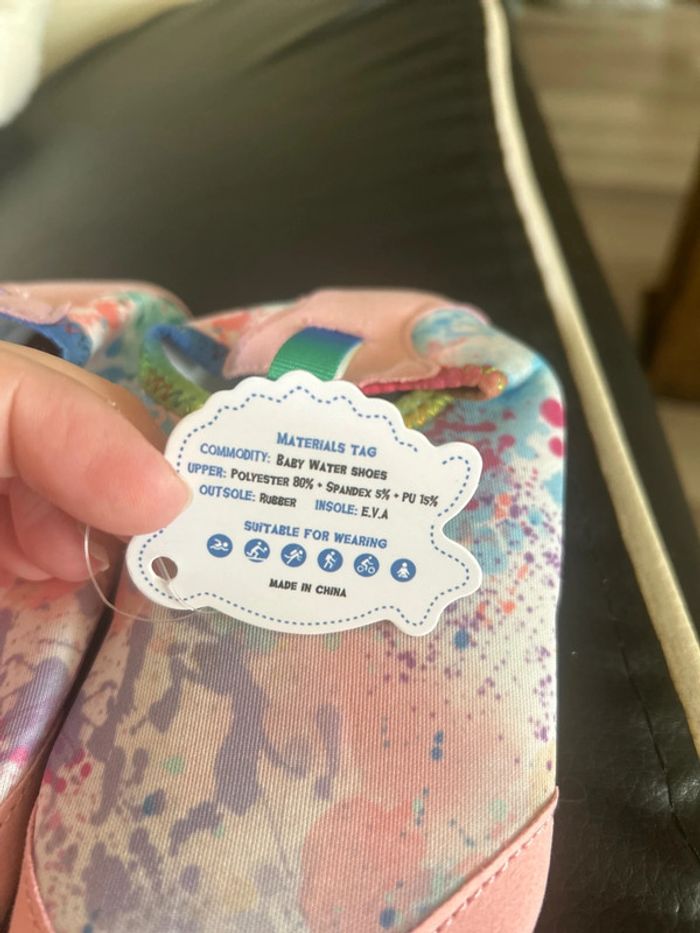 MATERIALS TAG
COMMODITY: BABY WATER SHOES
UPPER: POLYESTER 80% + SPANDEX 5% + PU 15%
OUTSOLE: RUBBER INSOLE: E.V.A
SUITABLE FOR WEARING
MADE IN CHINA